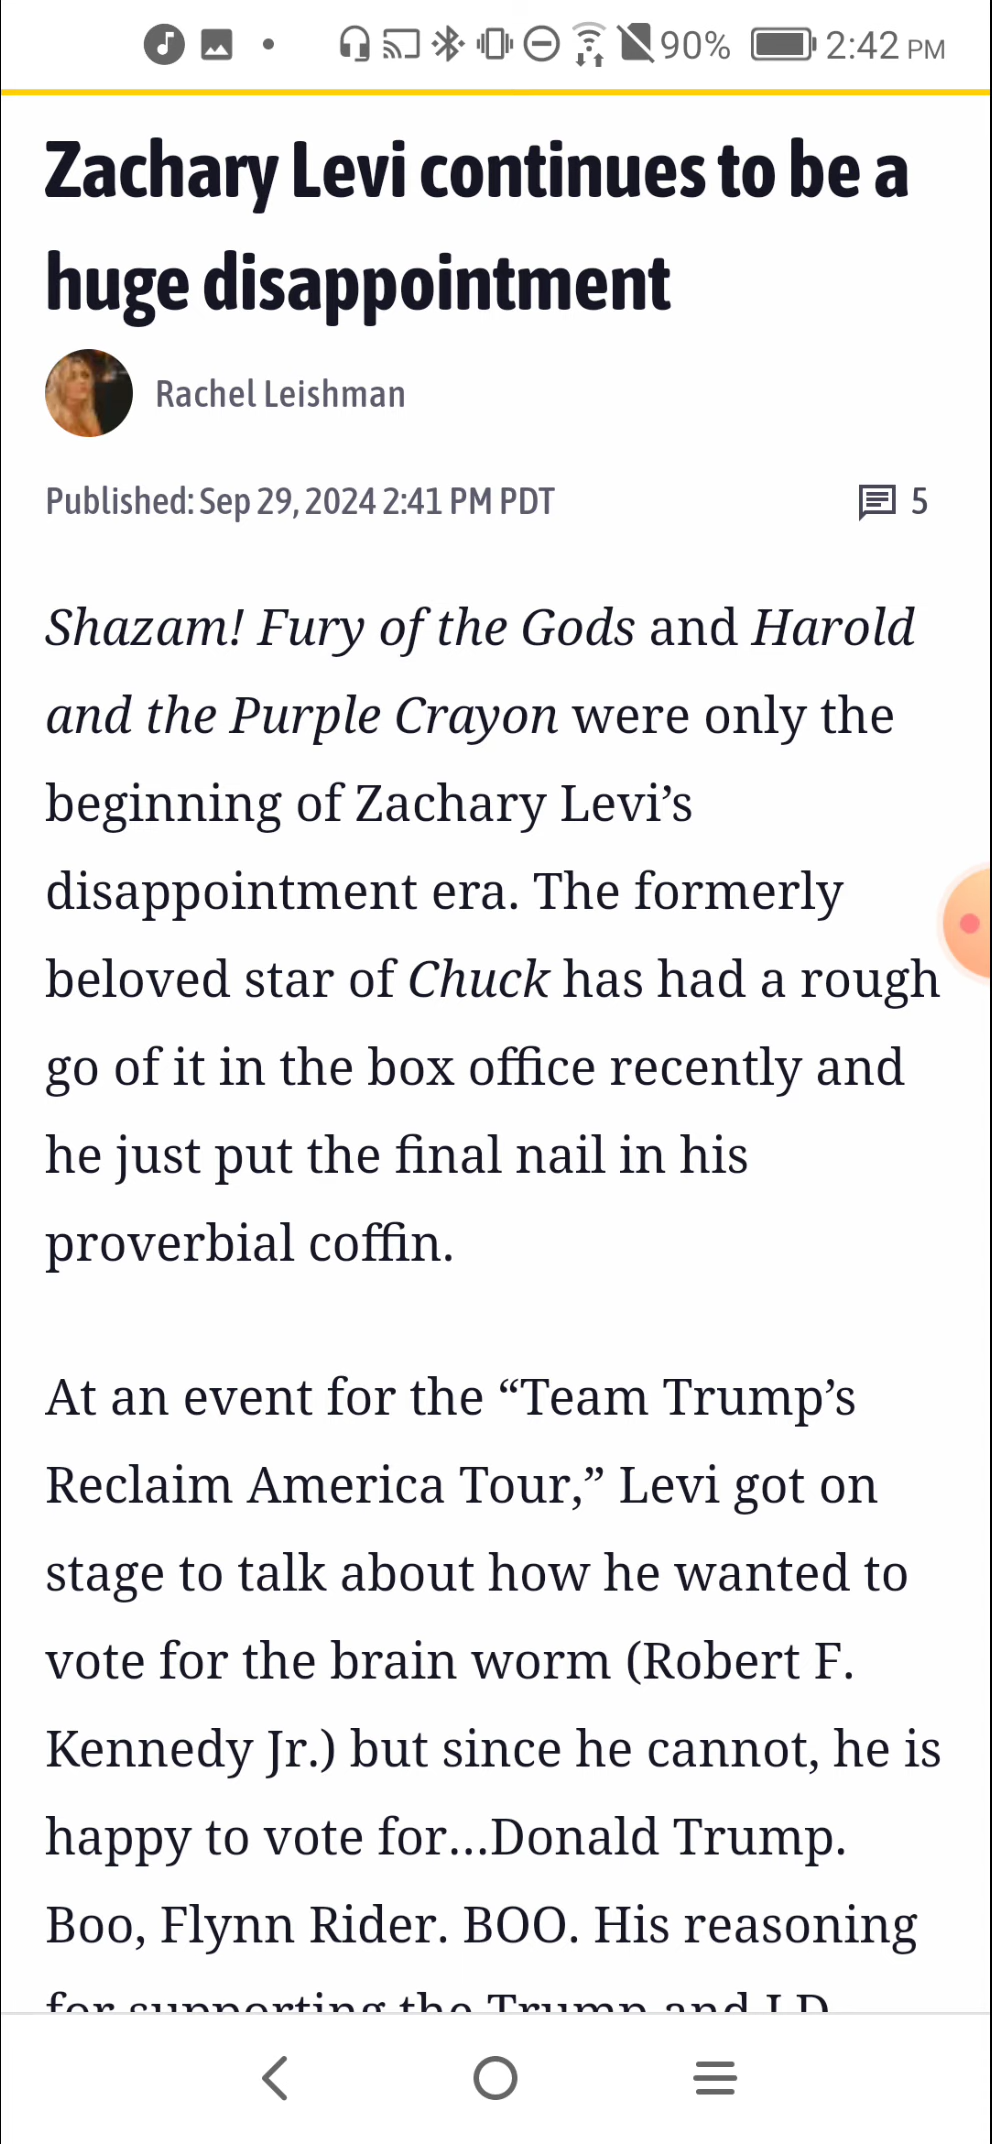 90% 2:42 PM
Zachary Levi continues to be a
huge disappointment
Rachel Leishman
Published: Sep 29, 2024 2:41 PM PDT 5
Shazam! Fury of the Gods and Harold
and the Purple Crayon were only the
beginning of Zachary Levi’s
disappointment era. The formerly
beloved star of Chuck has had a rough
go of it in the box office recently and
he just put the final nail in his
proverbial coffin.
At an event for the “Team Trump’s
Reclaim America Tour,” Levi got on
stage to talk about how he wanted to
vote for the brain worm (Robert F.
Kennedy Jr.) but since he cannot, he is
happy to vote for...Donald Trump.
Boo, Flynn Rider. BOO. His reasoning
for supporting the Trump and J.D.